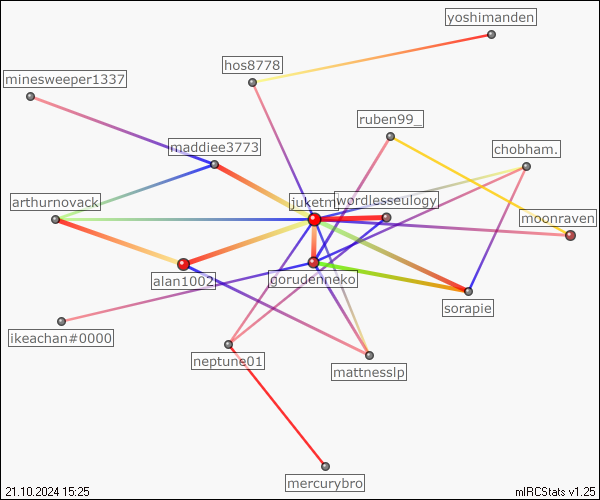 yoshimanden
hos8778
minesweeper1337
ruben99_
maddiee3773
chobham.
arthurnovack
wordlesseulogy
moonraven
alan1002
gorudenneko
sorapie
ikeachan#0000
neptune01
mattnesslp
mercurybro
21.10.2024 15:25
mIRCStats v1.25